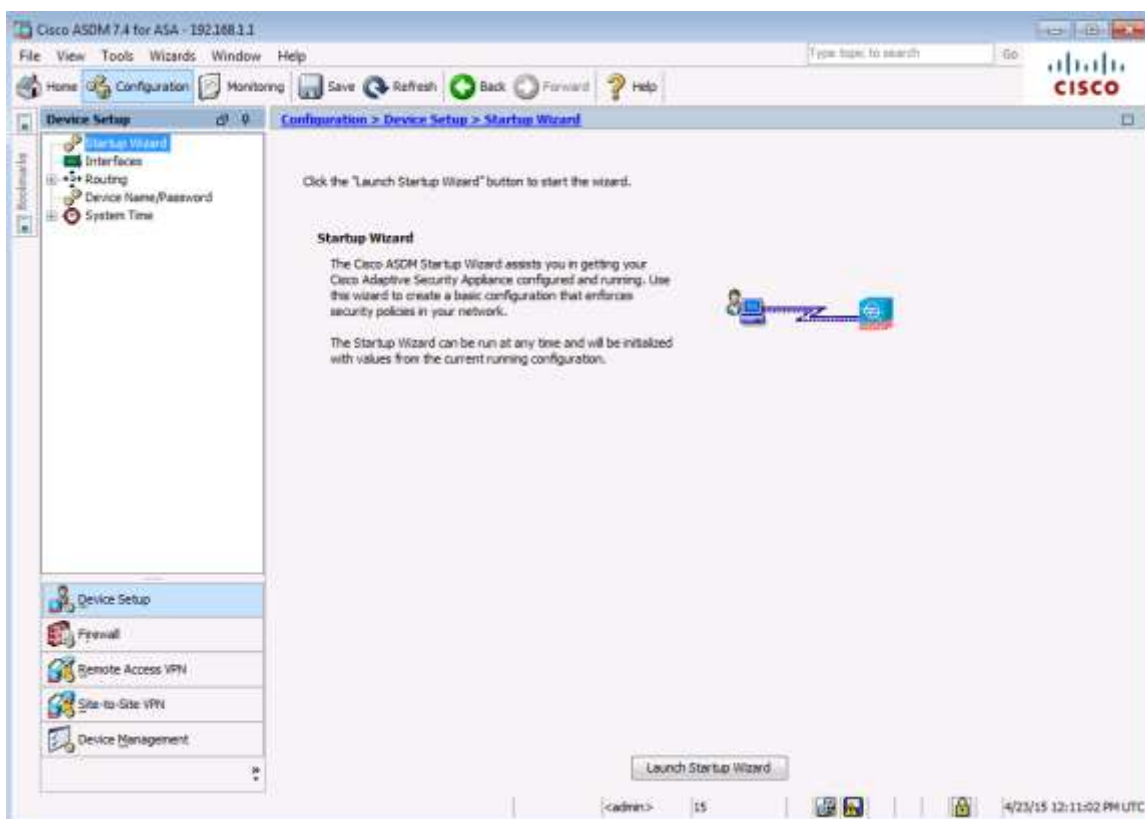 Cisco ASDM 7.4 for ASA - 192.168.1.1
File View Tools Wizards Window Help
Type topic to search Go
Home Configuration Monitoring Save Refresh Back Forward Help
CISCO
Bookmarks
Device Setup
Startup Wizard
Interfaces
Routing
Device Name/Password
System Time
Configuration > Device Setup > Startup Wizard
Click the "Launch Startup Wizard" button to start the wizard.
Startup Wizard
The Cisco ASDM Startup Wizard assists you in getting your
Cisco Adaptive Security Appliance configured and running. Use
this wizard to create a basic configuration that enforces
security policies in your network.
The Startup Wizard can be run at any time and will be initialized
with values from the current running configuration.
Device Setup
Firewall
Remote Access VPN
Site-to-Site VPN
Device Management
Launch Startup Wizard
<admin> 15 4/23/15 12:11:02 PM UTC